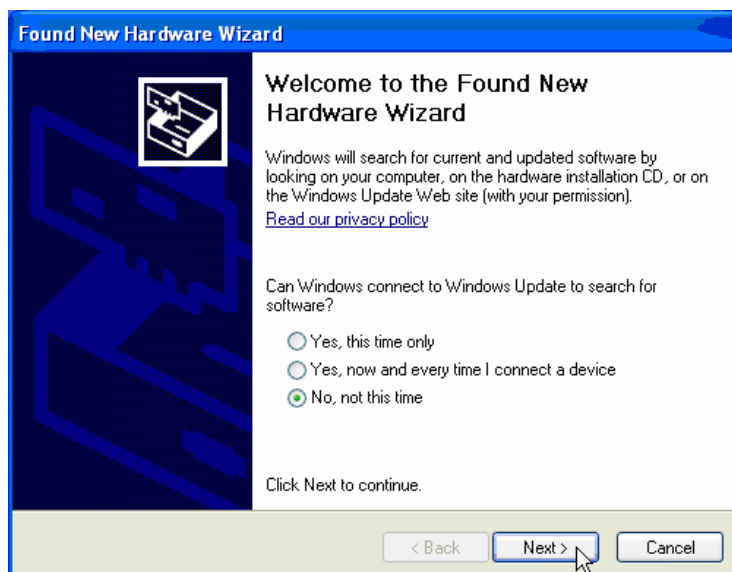 Found New Hardware Wizard
Welcome to the Found New
Hardware Wizard
Windows will search for current and updated software by
looking on your computer, on the hardware installation CD, or on
the Windows Update Web site (with your permission).
Read our privacy policy
Can Windows connect to Windows Update to search for
software?
Yes, this time only
Yes, now and every time I connect a device
No, not this time
Click Next to continue.
< Back
Next >
Cancel